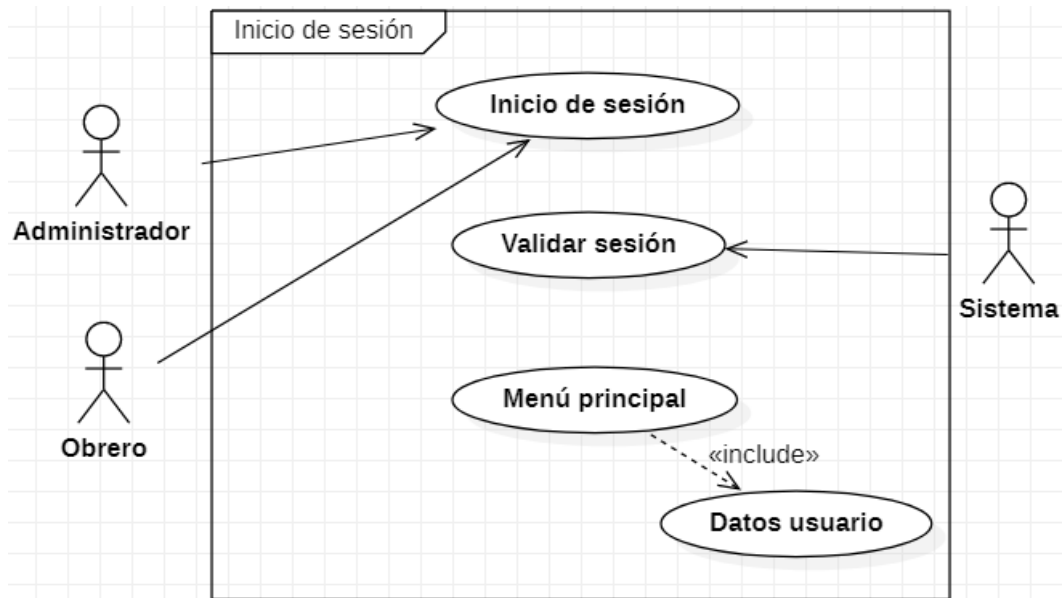 Inicio de sesión
Inicio de sesión
Administrador
Validar sesión
Sistema
Menú principal
Obrero
«include»
Datos usuario